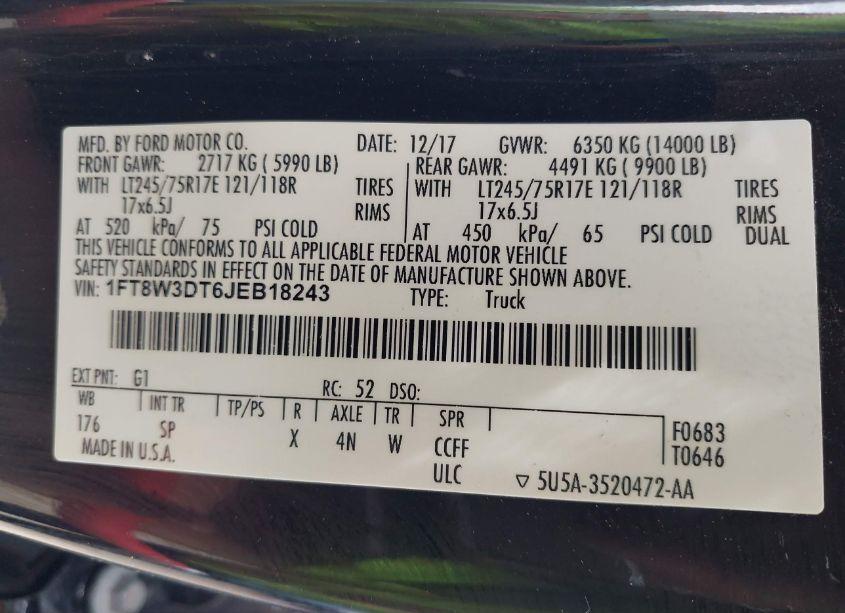 MFD. BY FORD MOTOR CO. DATE: 12/17 GVWR: 6350 KG (14000 LB)
FRONT GAWR: 2717 KG ( 5990 LB) REAR GAWR: 4491 KG ( 9900 LB)
WITH LT245/75R17E 121/118R TIRES WITH LT245/75R17E 121/118R TIRES
17x6.5J RIMS 17x6.5J RIMS
AT 520 kPa/ 75 PSI COLD AT 450 kPa/ 65 PSI COLD DUAL
THIS VEHICLE CONFORMS TO ALL APPLICABLE FEDERAL MOTOR VEHICLE
SAFETY STANDARDS IN EFFECT ON THE DATE OF MANUFACTURE SHOWN ABOVE.
VIN: 1FT8W3DT6JEB18243 TYPE: Truck
EXT PNT: G1 RC: 52 DSO:
WB INT TR TP/PS R AXLE TR SPR F0683
176 SP X 4N W CCFF T0646
MADE IN U.S.A. ULC ▽ 5U5A-3520472-AA